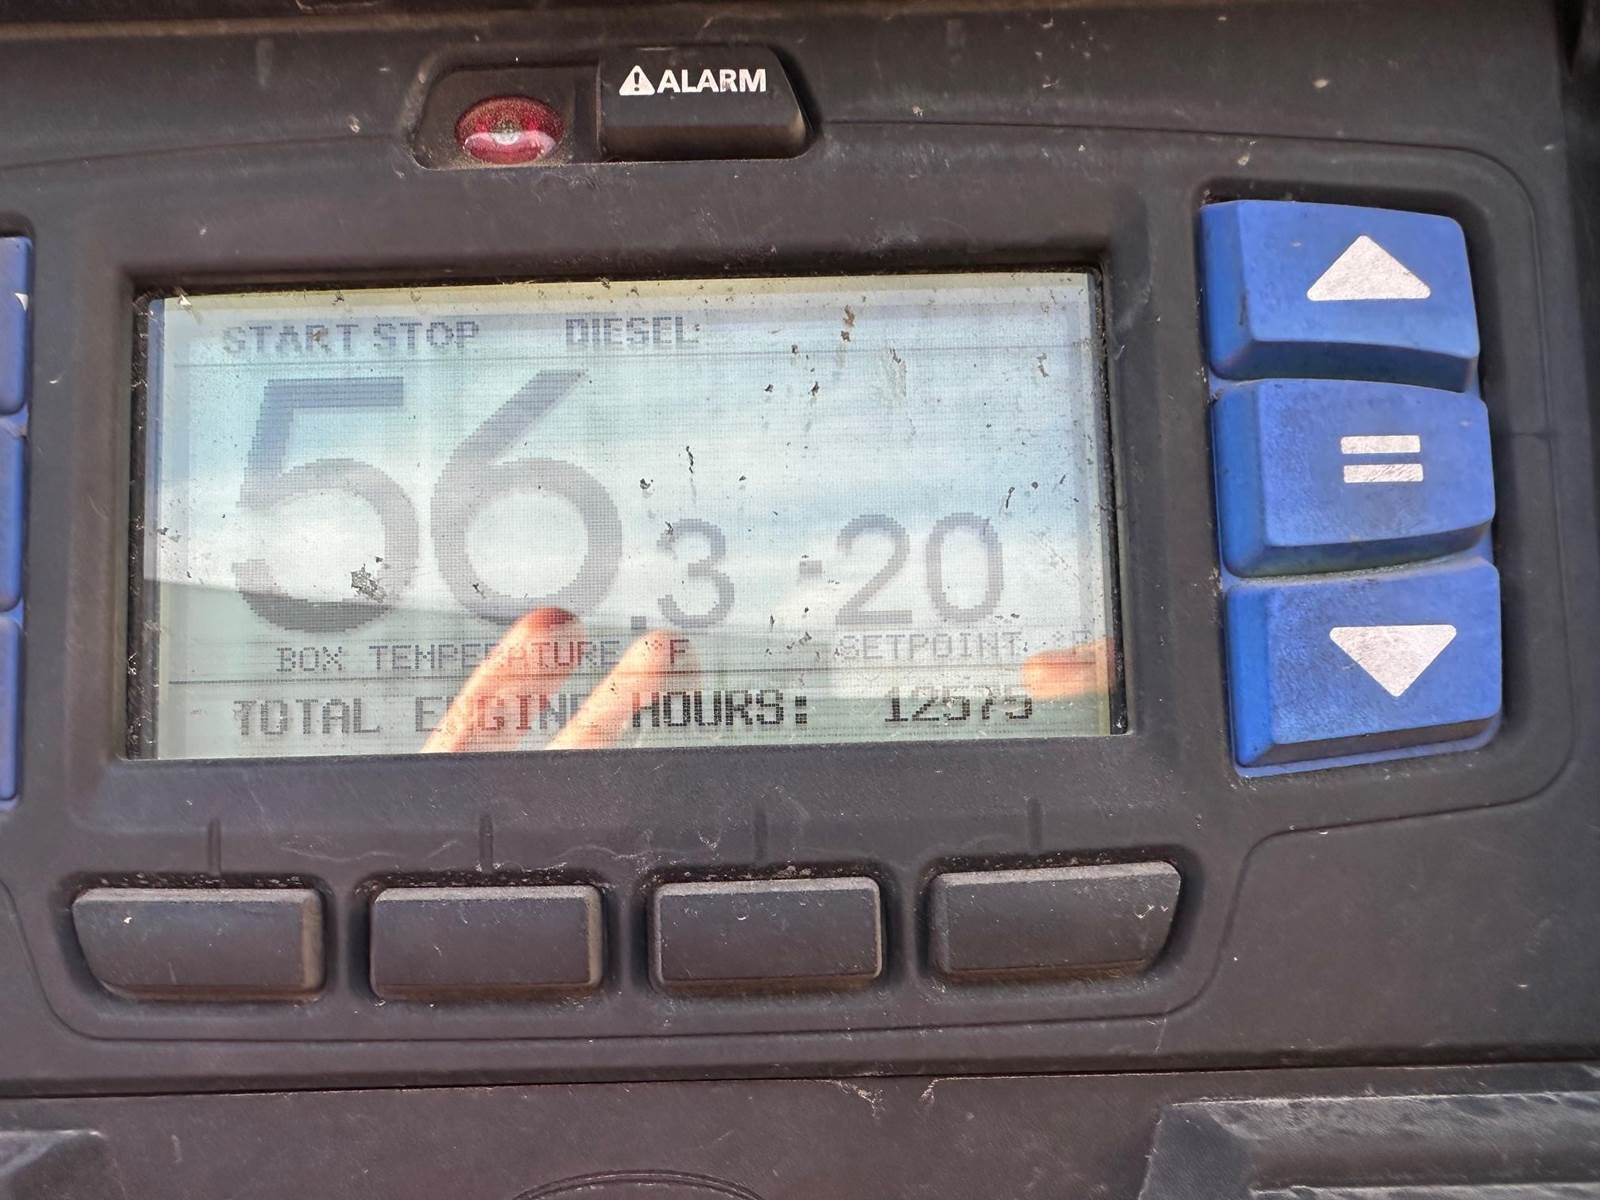 ⚠ALARM
START STOP DIESEL
56.3 -20
BOX TEMPERATURE °F SETPOINT °F
TOTAL ENGINE HOURS: 12575